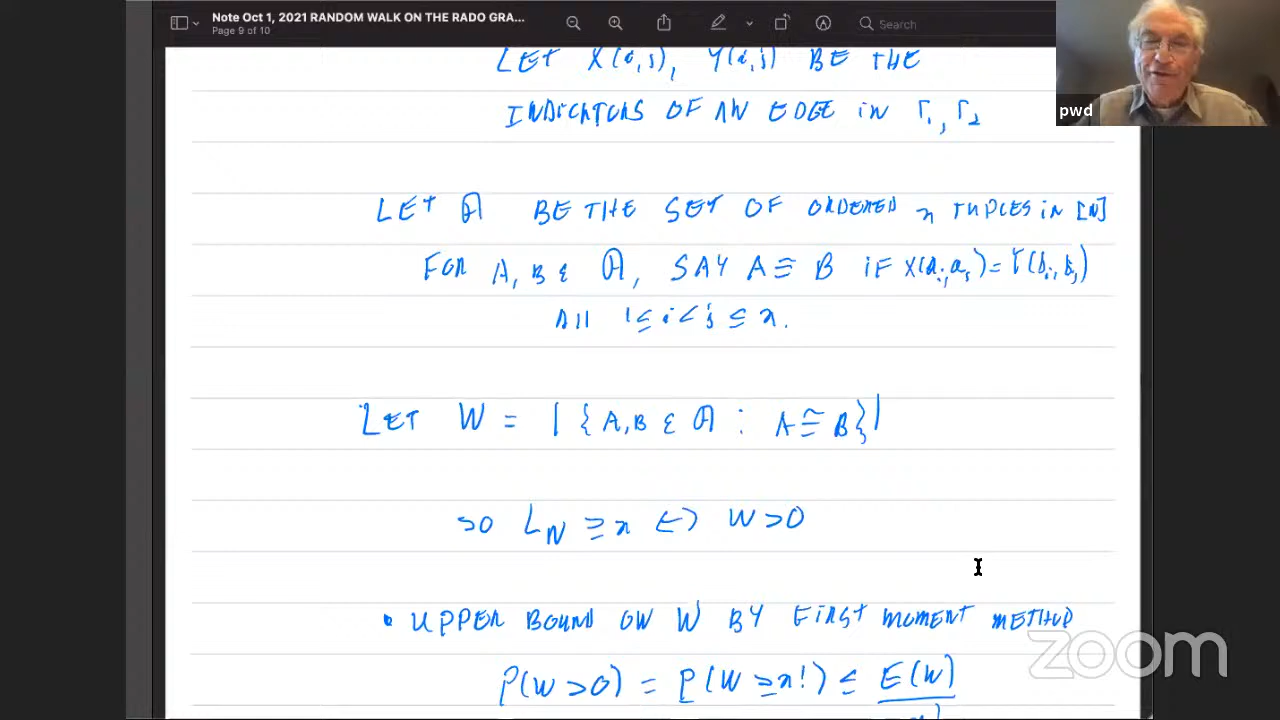 Note Oct 1, 2021 RANDOM WALK ON THE RADO GRA...
Page 9 of 10
Search
pwd
LET X(i,j), Y(i,j) BE THE
INDICATORS OF AN EDGE in Γ₁, Γ₂
LET A BE THE SET OF ORDERED n TUPLES in [N]
FOR A, B ε A, SAY A ≅ B iF X(aᵢ,aⱼ) = Y(bᵢ,bⱼ)
All 1 ≤ i < j ≤ n.
LET W = |{A,B ε A : A ≅ B}|
so L_N ≥ n <=> W > 0
• UPPER BOUND ON W BY FIRST MOMENT METHOD
P(W > 0) = P(W ≥ n!) ≤ E(W)
n!
zoom